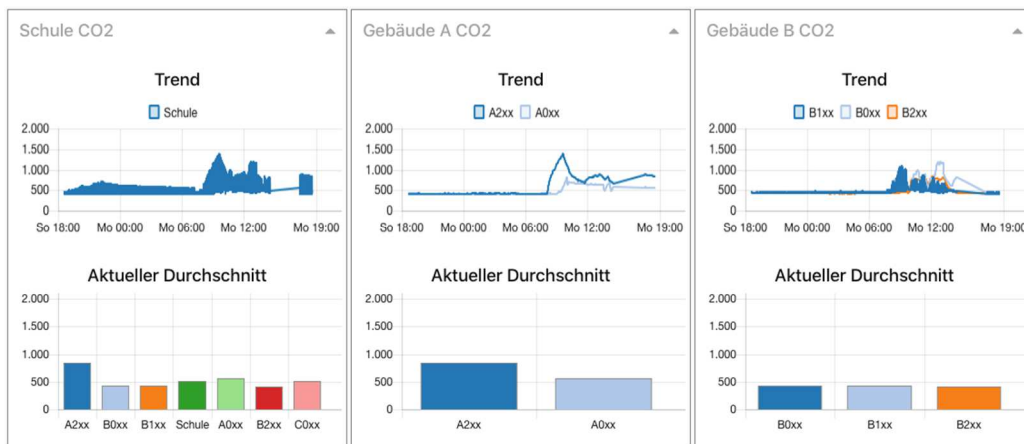 Schule CO2
Trend
Schule
2.000
1.500
1.000
500
0
So 18:00 Mo 00:00 Mo 06:00 Mo 12:00 Mo 19:00
Aktueller Durchschnitt
2.000
1.500
1.000
500
0
A2xx B0xx B1xx Schule A0xx B2xx C0xx
Gebäude A CO2
Trend
A2xx A0xx
2.000
1.500
1.000
500
0
So 18:00 Mo 00:00 Mo 06:00 Mo 12:00 Mo 19:00
Aktueller Durchschnitt
2.000
1.500
1.000
500
0
A2xx A0xx
Gebäude B CO2
Trend
B1xx B0xx B2xx
2.000
1.500
1.000
500
0
So 18:00 Mo 00:00 Mo 06:00 Mo 12:00 Mo 19:00
Aktueller Durchschnitt
2.000
1.500
1.000
500
0
B0xx B1xx B2xx